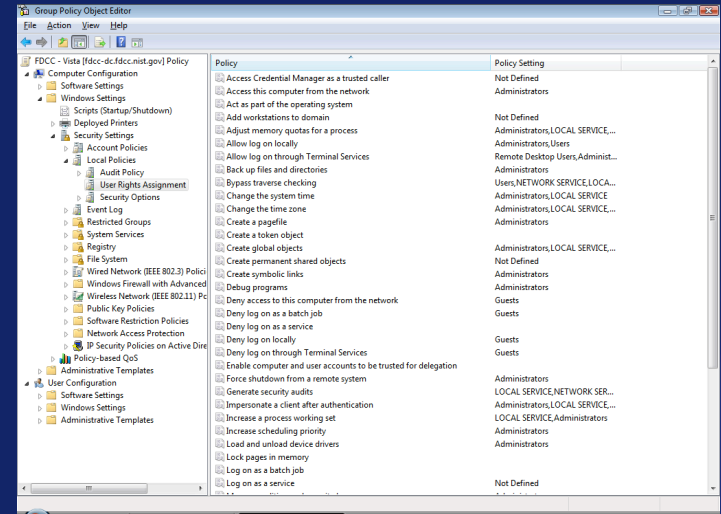 Group Policy Object Editor
File Action View Help
FDCC - Vista [fdcc-dc.fdcc.nist.gov] Policy
Computer Configuration
Software Settings
Windows Settings
Scripts (Startup/Shutdown)
Deployed Printers
Security Settings
Account Policies
Local Policies
Audit Policy
User Rights Assignment
Security Options
Event Log
Restricted Groups
System Services
Registry
File System
Wired Network (IEEE 802.3) Polici
Windows Firewall with Advanced
Wireless Network (IEEE 802.11) Pc
Public Key Policies
Software Restriction Policies
Network Access Protection
IP Security Policies on Active Dire
Policy-based QoS
Administrative Templates
User Configuration
Software Settings
Windows Settings
Administrative Templates
Policy Policy Setting
Access Credential Manager as a trusted caller Not Defined
Access this computer from the network Administrators
Act as part of the operating system
Add workstations to domain Not Defined
Adjust memory quotas for a process Administrators,LOCAL SERVICE,...
Allow log on locally Administrators,Users
Allow log on through Terminal Services Remote Desktop Users,Administ...
Back up files and directories Administrators
Bypass traverse checking Users,NETWORK SERVICE,LOCA...
Change the system time Administrators,LOCAL SERVICE
Change the time zone Administrators,LOCAL SERVICE,...
Create a pagefile Administrators
Create a token object
Create global objects Administrators,LOCAL SERVICE,...
Create permanent shared objects Not Defined
Create symbolic links Administrators
Debug programs Administrators
Deny access to this computer from the network Guests
Deny log on as a batch job Guests
Deny log on as a service
Deny log on locally Guests
Deny log on through Terminal Services Guests
Enable computer and user accounts to be trusted for delegation
Force shutdown from a remote system Administrators
Generate security audits LOCAL SERVICE,NETWORK SER...
Impersonate a client after authentication Administrators,LOCAL SERVICE,...
Increase a process working set LOCAL SERVICE,Administrators
Increase scheduling priority Administrators
Load and unload device drivers Administrators
Lock pages in memory
Log on as a batch job
Log on as a service Not Defined